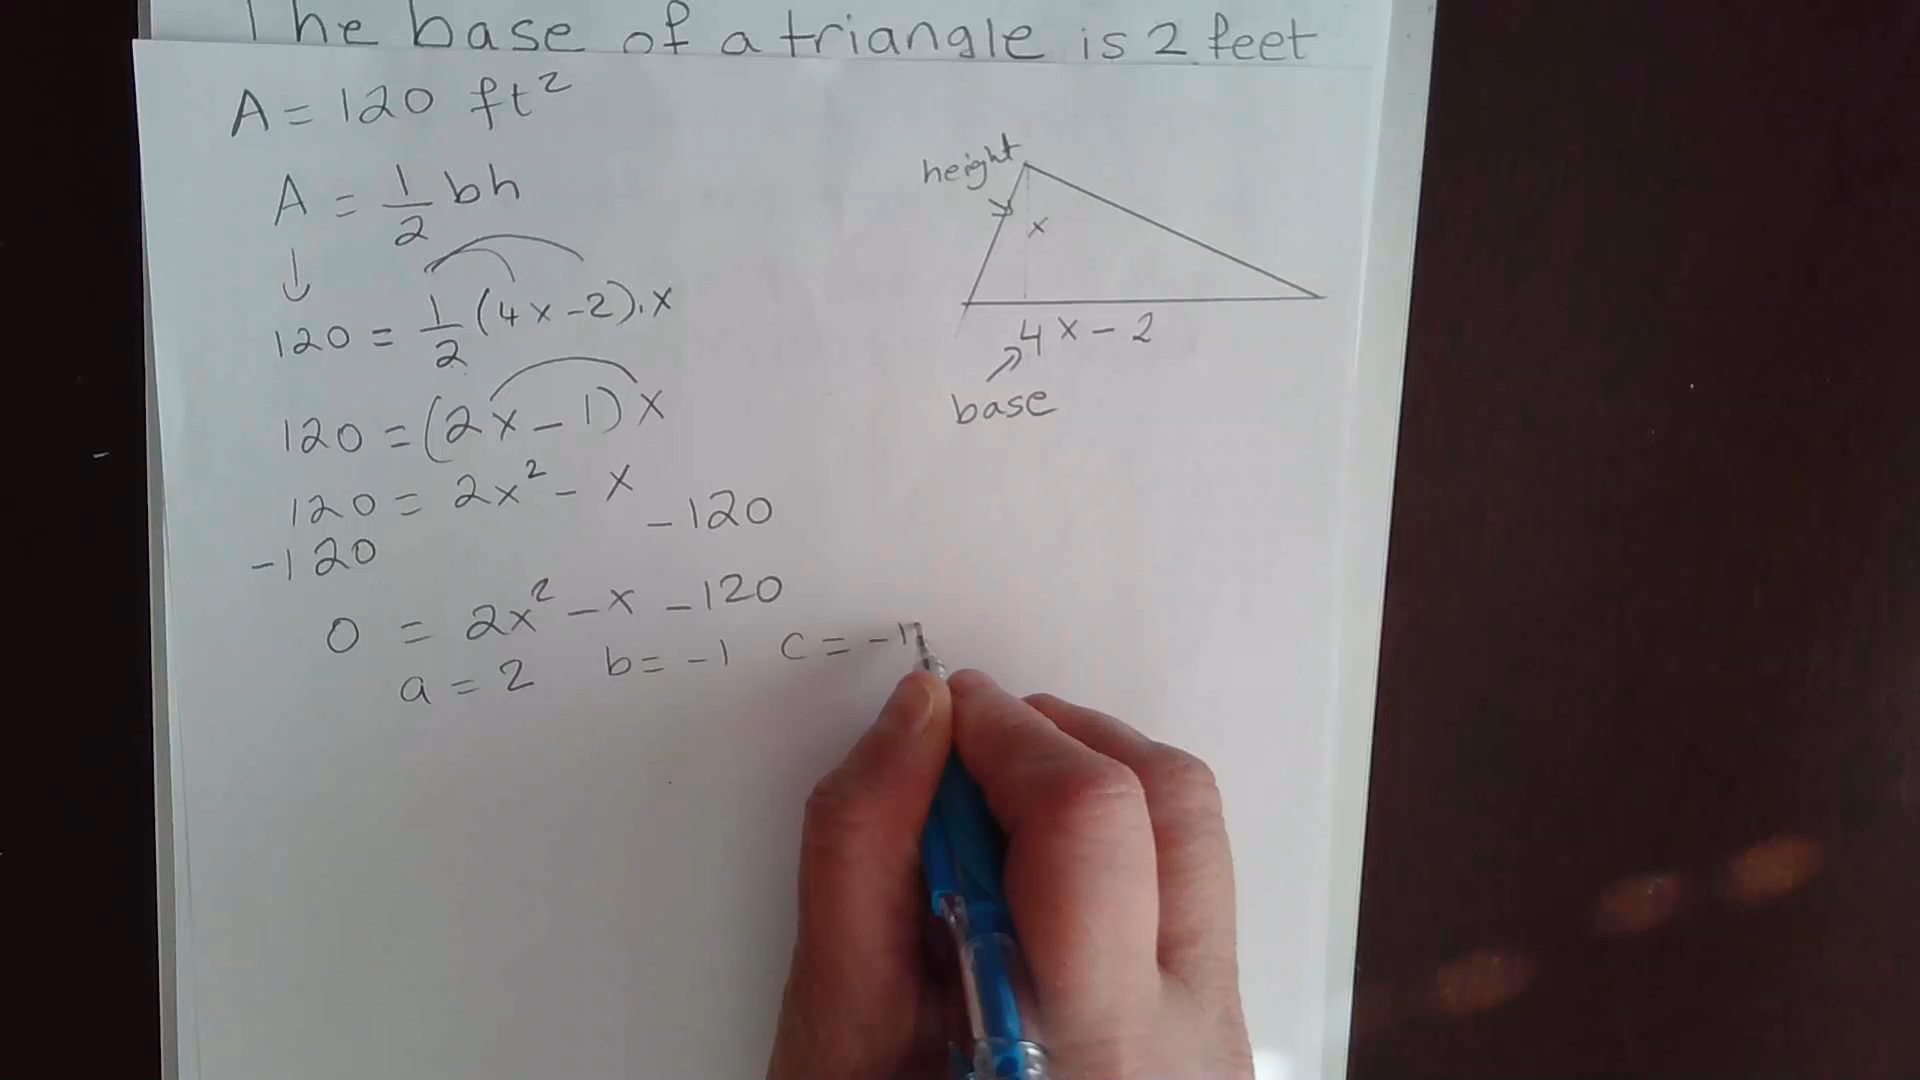 The base of a triangle is 2 feet
A = 120 ft²
A = 1/2 bh
120 = 1/2 (4x - 2).x
120 = (2x - 1) x
120 = 2x² - x
-120 -120
0 = 2x² - x - 120
a = 2 b = -1 c = -1
height
x
4x - 2
base